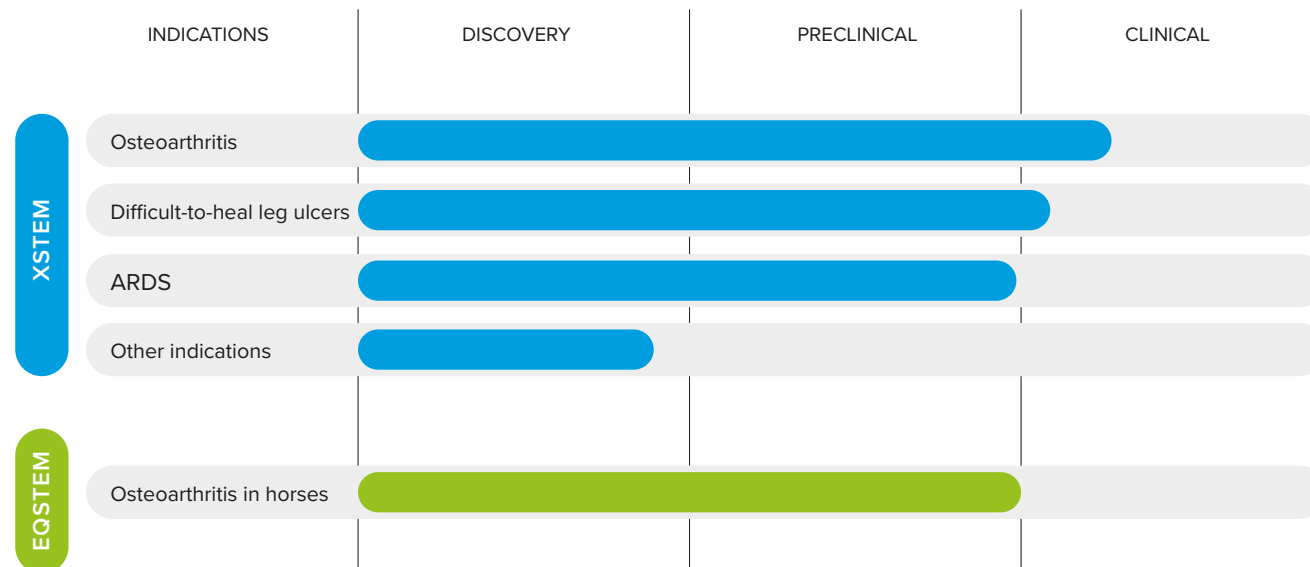 INDICATIONS DISCOVERY PRECLINICAL CLINICAL
XSTEM
Osteoarthritis
Difficult-to-heal leg ulcers
ARDS
Other indications
EQSTEM
Osteoarthritis in horses